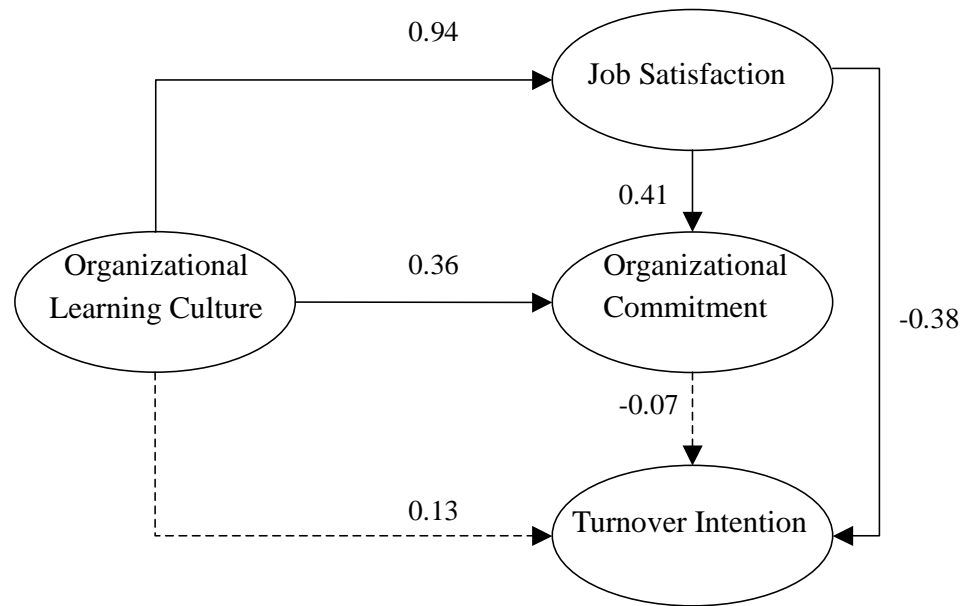 0.94
Job Satisfaction
0.41
Organizational
Learning Culture
0.36
Organizational
Commitment
-0.38
-0.07
0.13
Turnover Intention